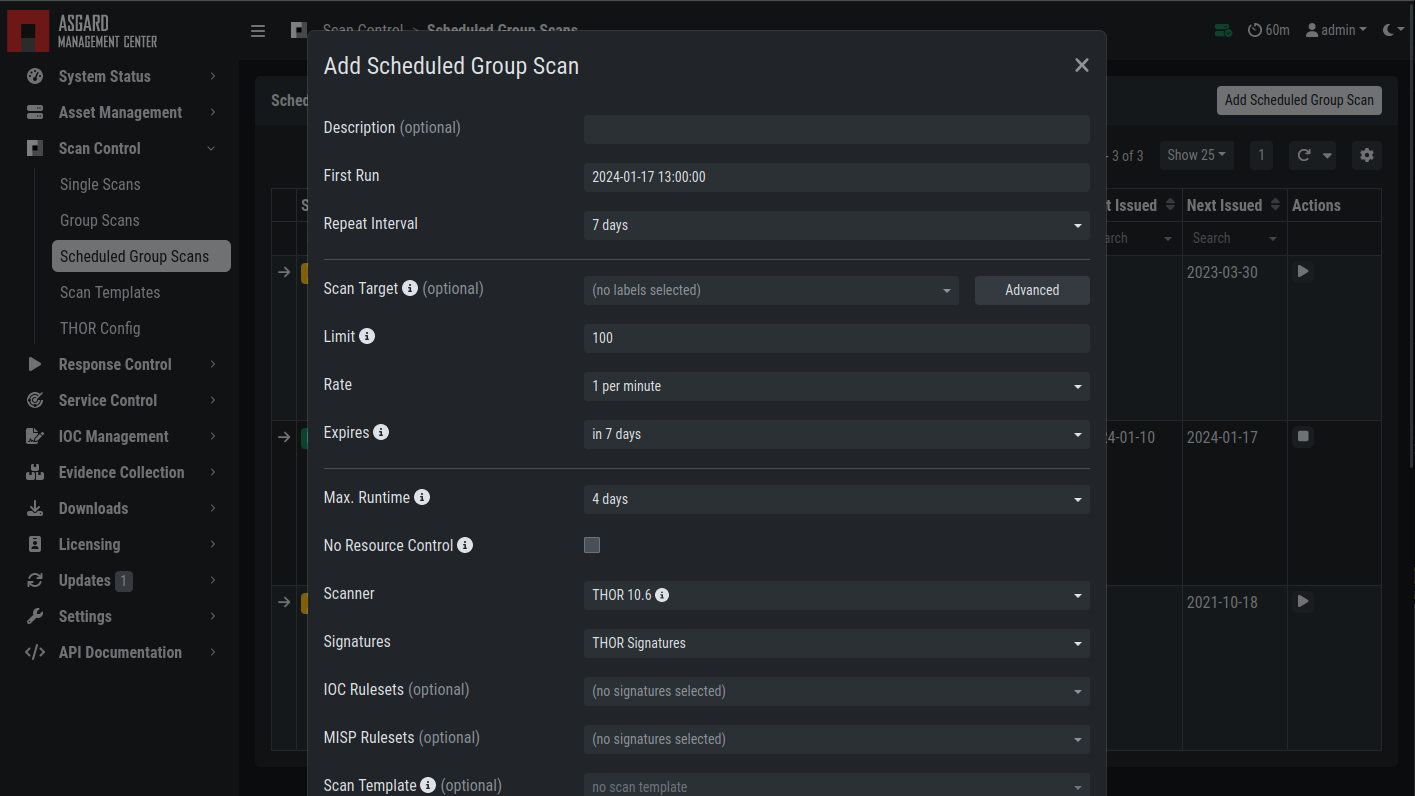 ASGARD
MANAGEMENT CENTER
Scan Control > Scheduled Group Scans
60m
admin
System Status
Asset Management
Scan Control
Single Scans
Group Scans
Scheduled Group Scans
Scan Templates
THOR Config
Response Control
Service Control
IOC Management
Evidence Collection
Downloads
Licensing
Updates 1
Settings
API Documentation
Add Scheduled Group Scan
Description (optional)
First Run 2024-01-17 13:00:00
Repeat Interval 7 days
Scan Target (optional) (no labels selected) Advanced
Limit 100
Rate 1 per minute
Expires in 7 days
Max. Runtime 4 days
No Resource Control
Scanner THOR 10.6
Signatures THOR Signatures
IOC Rulesets (optional) (no signatures selected)
MISP Rulesets (optional) (no signatures selected)
Scan Template (optional) no scan template
Sched
Add Scheduled Group Scan
- 3 of 3 Show 25 1
S
t Issued Next Issued Actions
arch Search
2023-03-30
24-01-10 2024-01-17
2021-10-18